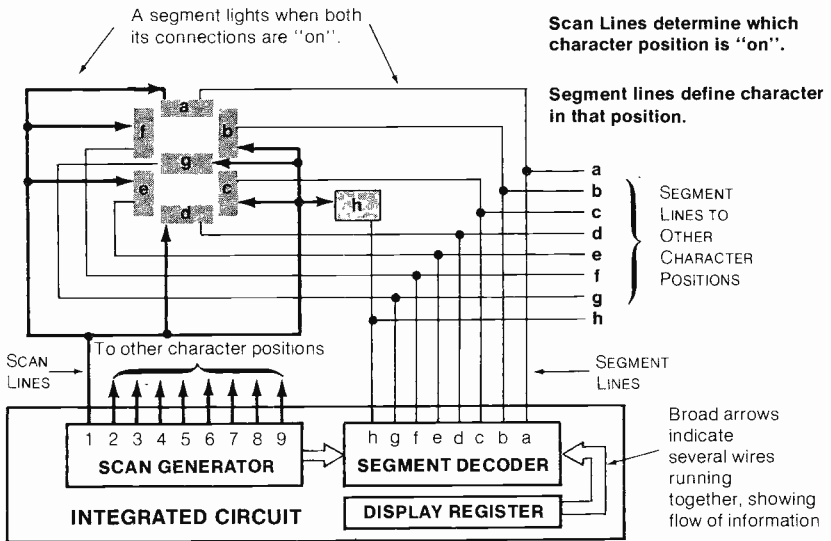 A segment lights when both
its connections are "on".
Scan Lines determine which
character position is "on".
Segment lines define character
in that position.
a
f
b
g
e
c
d
h
a
b
c
d
e
f
g
h
SEGMENT
LINES TO
OTHER
CHARACTER
POSITIONS
To other character positions
SCAN
LINES
SEGMENT
LINES
1 2 3 4 5 6 7 8 9
SCAN GENERATOR
h g f e d c b a
SEGMENT DECODER
DISPLAY REGISTER
INTEGRATED CIRCUIT
Broad arrows
indicate
several wires
running
together, showing
flow of information